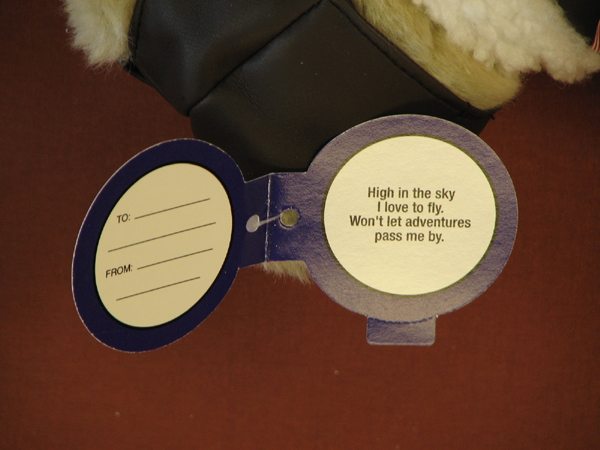 TO:
FROM:
High in the sky
I love to fly.
Won't let adventures
pass me by.